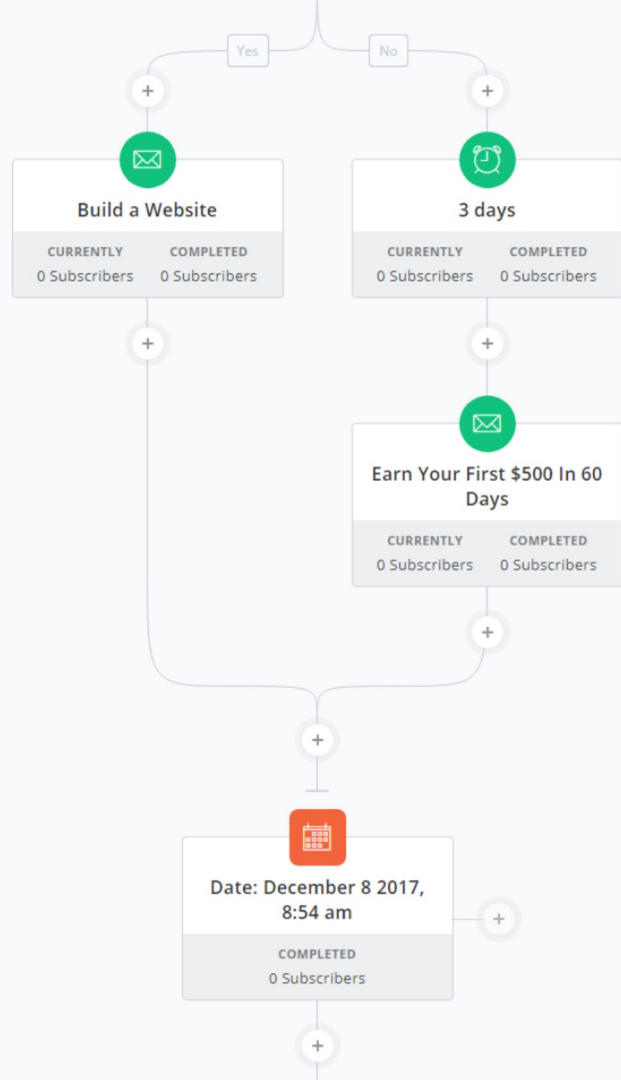 Yes
No
Build a Website
3 days
CURRENTLY COMPLETED
0 Subscribers 0 Subscribers
CURRENTLY COMPLETED
0 Subscribers 0 Subscribers
Earn Your First $500 In 60
Days
CURRENTLY COMPLETED
0 Subscribers 0 Subscribers
Date: December 8 2017,
8:54 am
COMPLETED
0 Subscribers